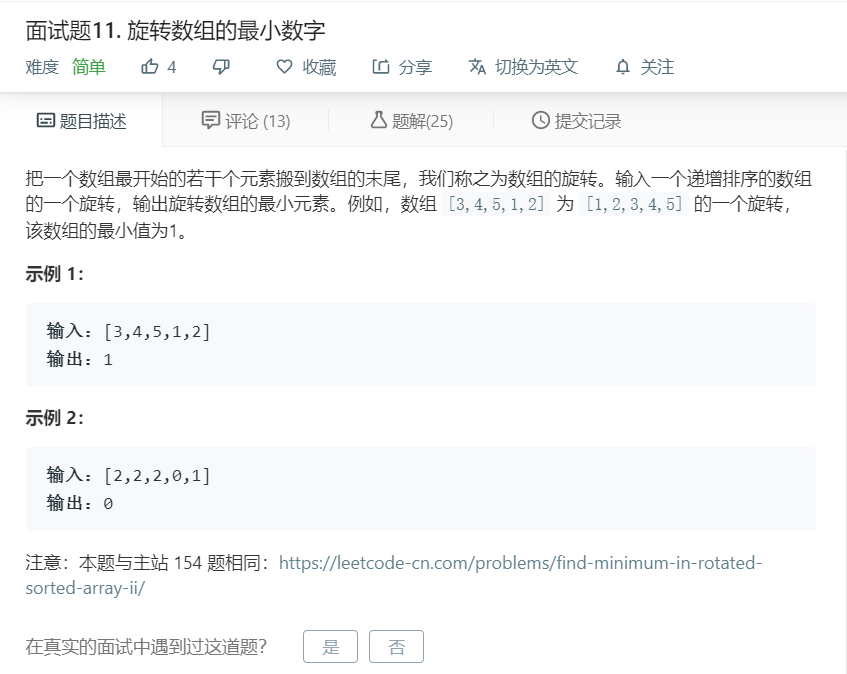 面试题11. 旋转数组的最小数字
难度 简单 4 收藏 分享 切换为英文 关注
题目描述 评论 (13) 题解(25) 提交记录
把一个数组最开始的若干个元素搬到数组的末尾，我们称之为数组的旋转。输入一个递增排序的数组
的一个旋转，输出旋转数组的最小元素。例如，数组 [3,4,5,1,2] 为 [1,2,3,4,5] 的一个旋转，
该数组的最小值为1。
示例 1：
输入：[3,4,5,1,2]
输出：1
示例 2：
输入：[2,2,2,0,1]
输出：0
注意：本题与主站 154 题相同：https://leetcode-cn.com/problems/find-minimum-in-rotated-
sorted-array-ii/
在真实的面试中遇到过这道题？ 是 否